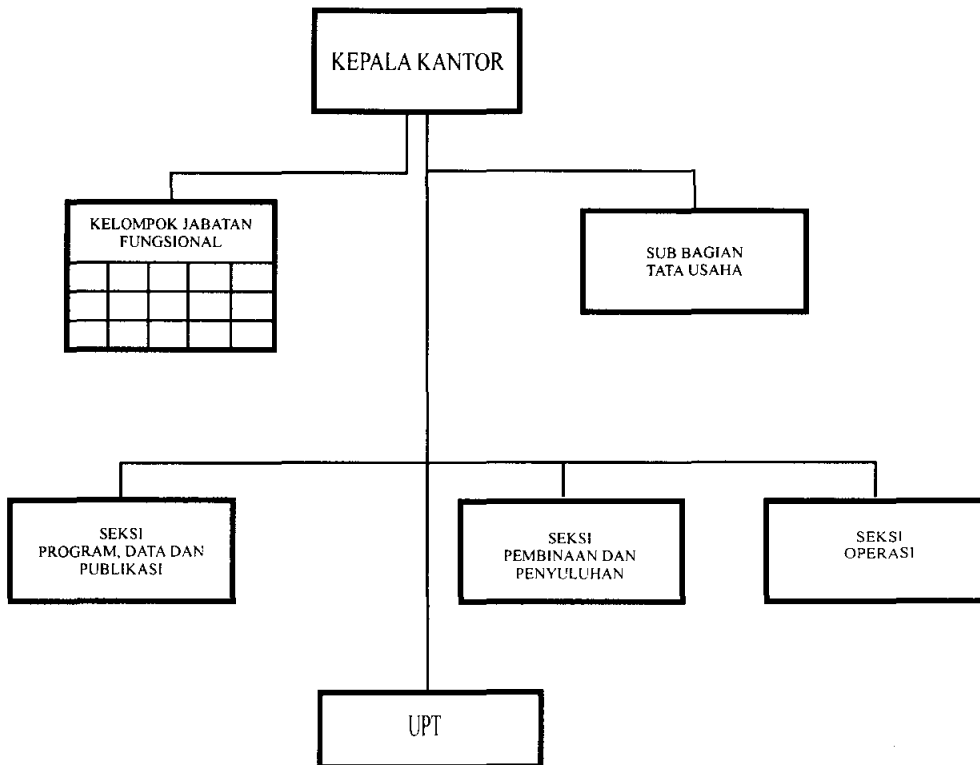 KEPALA KANTOR
KELOMPOK JABATAN
FUNGSIONAL
SUB BAGIAN
TATA USAHA
SEKSI
PROGRAM, DATA DAN
PUBLIKASI
SEKSI
PEMBINAAN DAN
PENYULUHAN
SEKSI
OPERASI
UPT